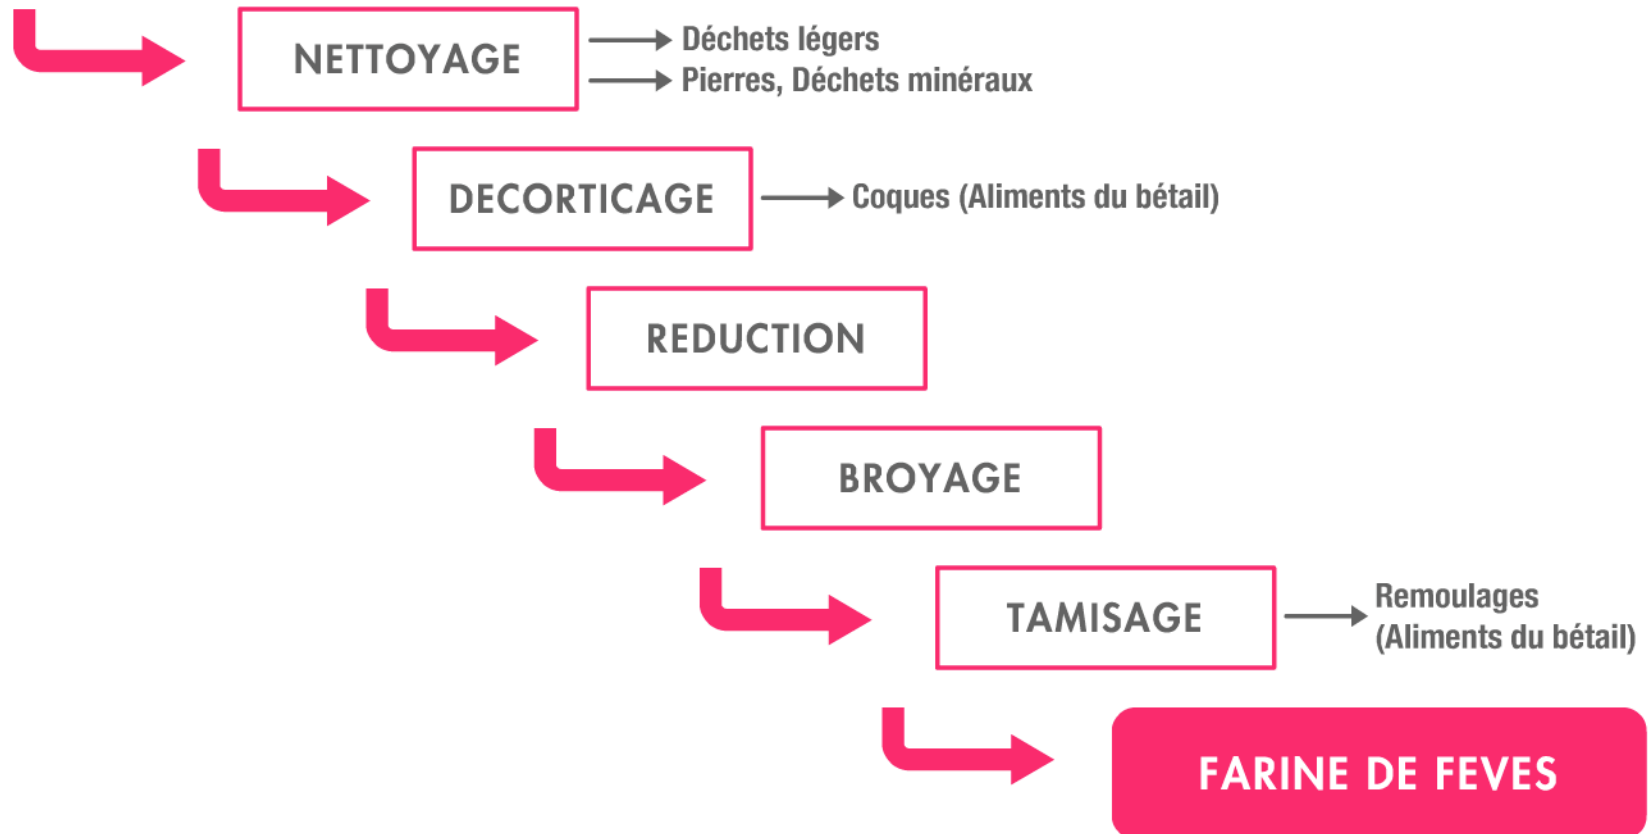 NETTOYAGE
Déchets légers
Pierres, Déchets minéraux
DECORTICAGE
Coques (Aliments du bétail)
REDUCTION
BROYAGE
TAMISAGE
Remoulages
(Aliments du bétail)
FARINE DE FEVES